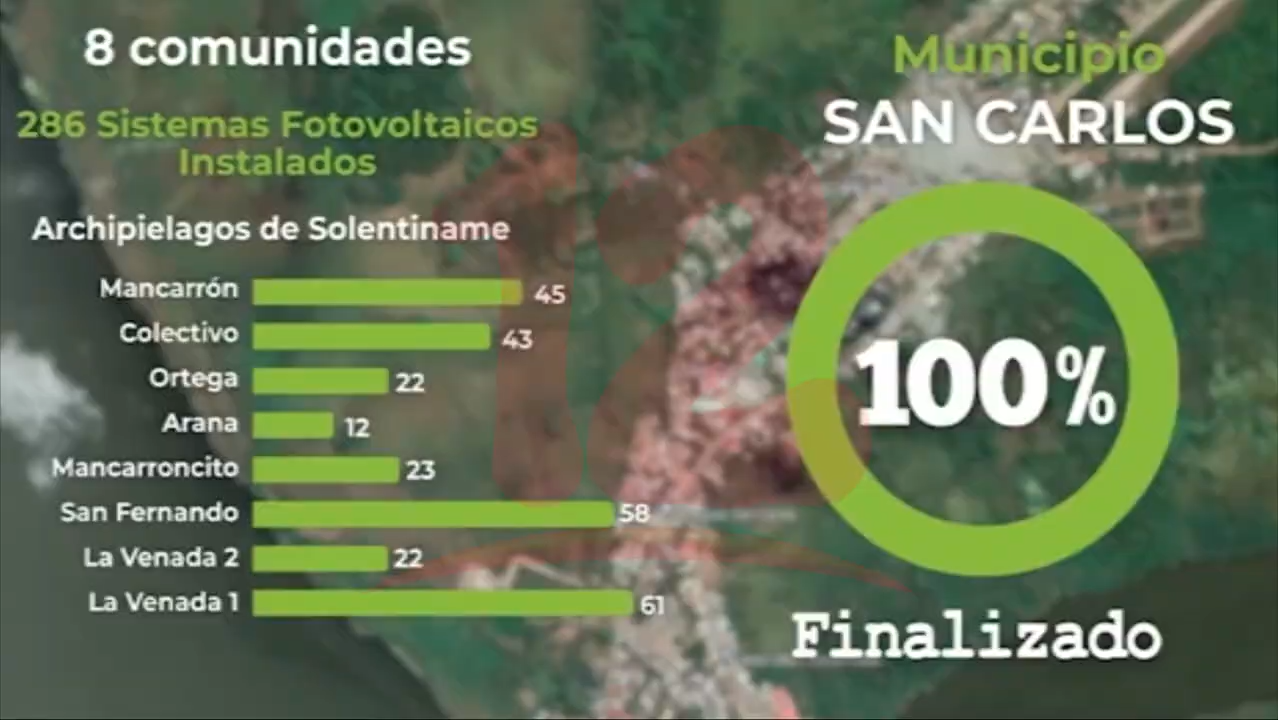 8 comunidades
286 Sistemas Fotovoltaicos
Instalados
Archipielagos de Solentiname
Mancarrón 45
Colectivo 43
Ortega 22
Arana 12
Mancarroncito 23
San Fernando 58
La Venada 2 22
La Venada 1 61
Municipio
SAN CARLOS
100%
Finalizado